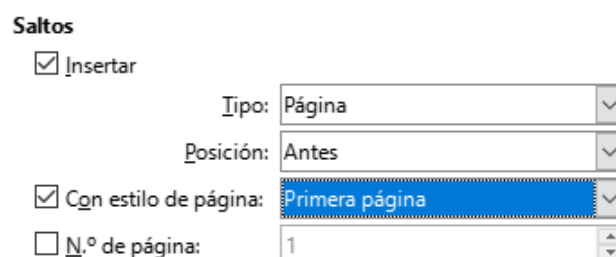 Saltos
Insertar
Tipo: Página
Posición: Antes
Con estilo de página: Primera página
N.º de página: 1